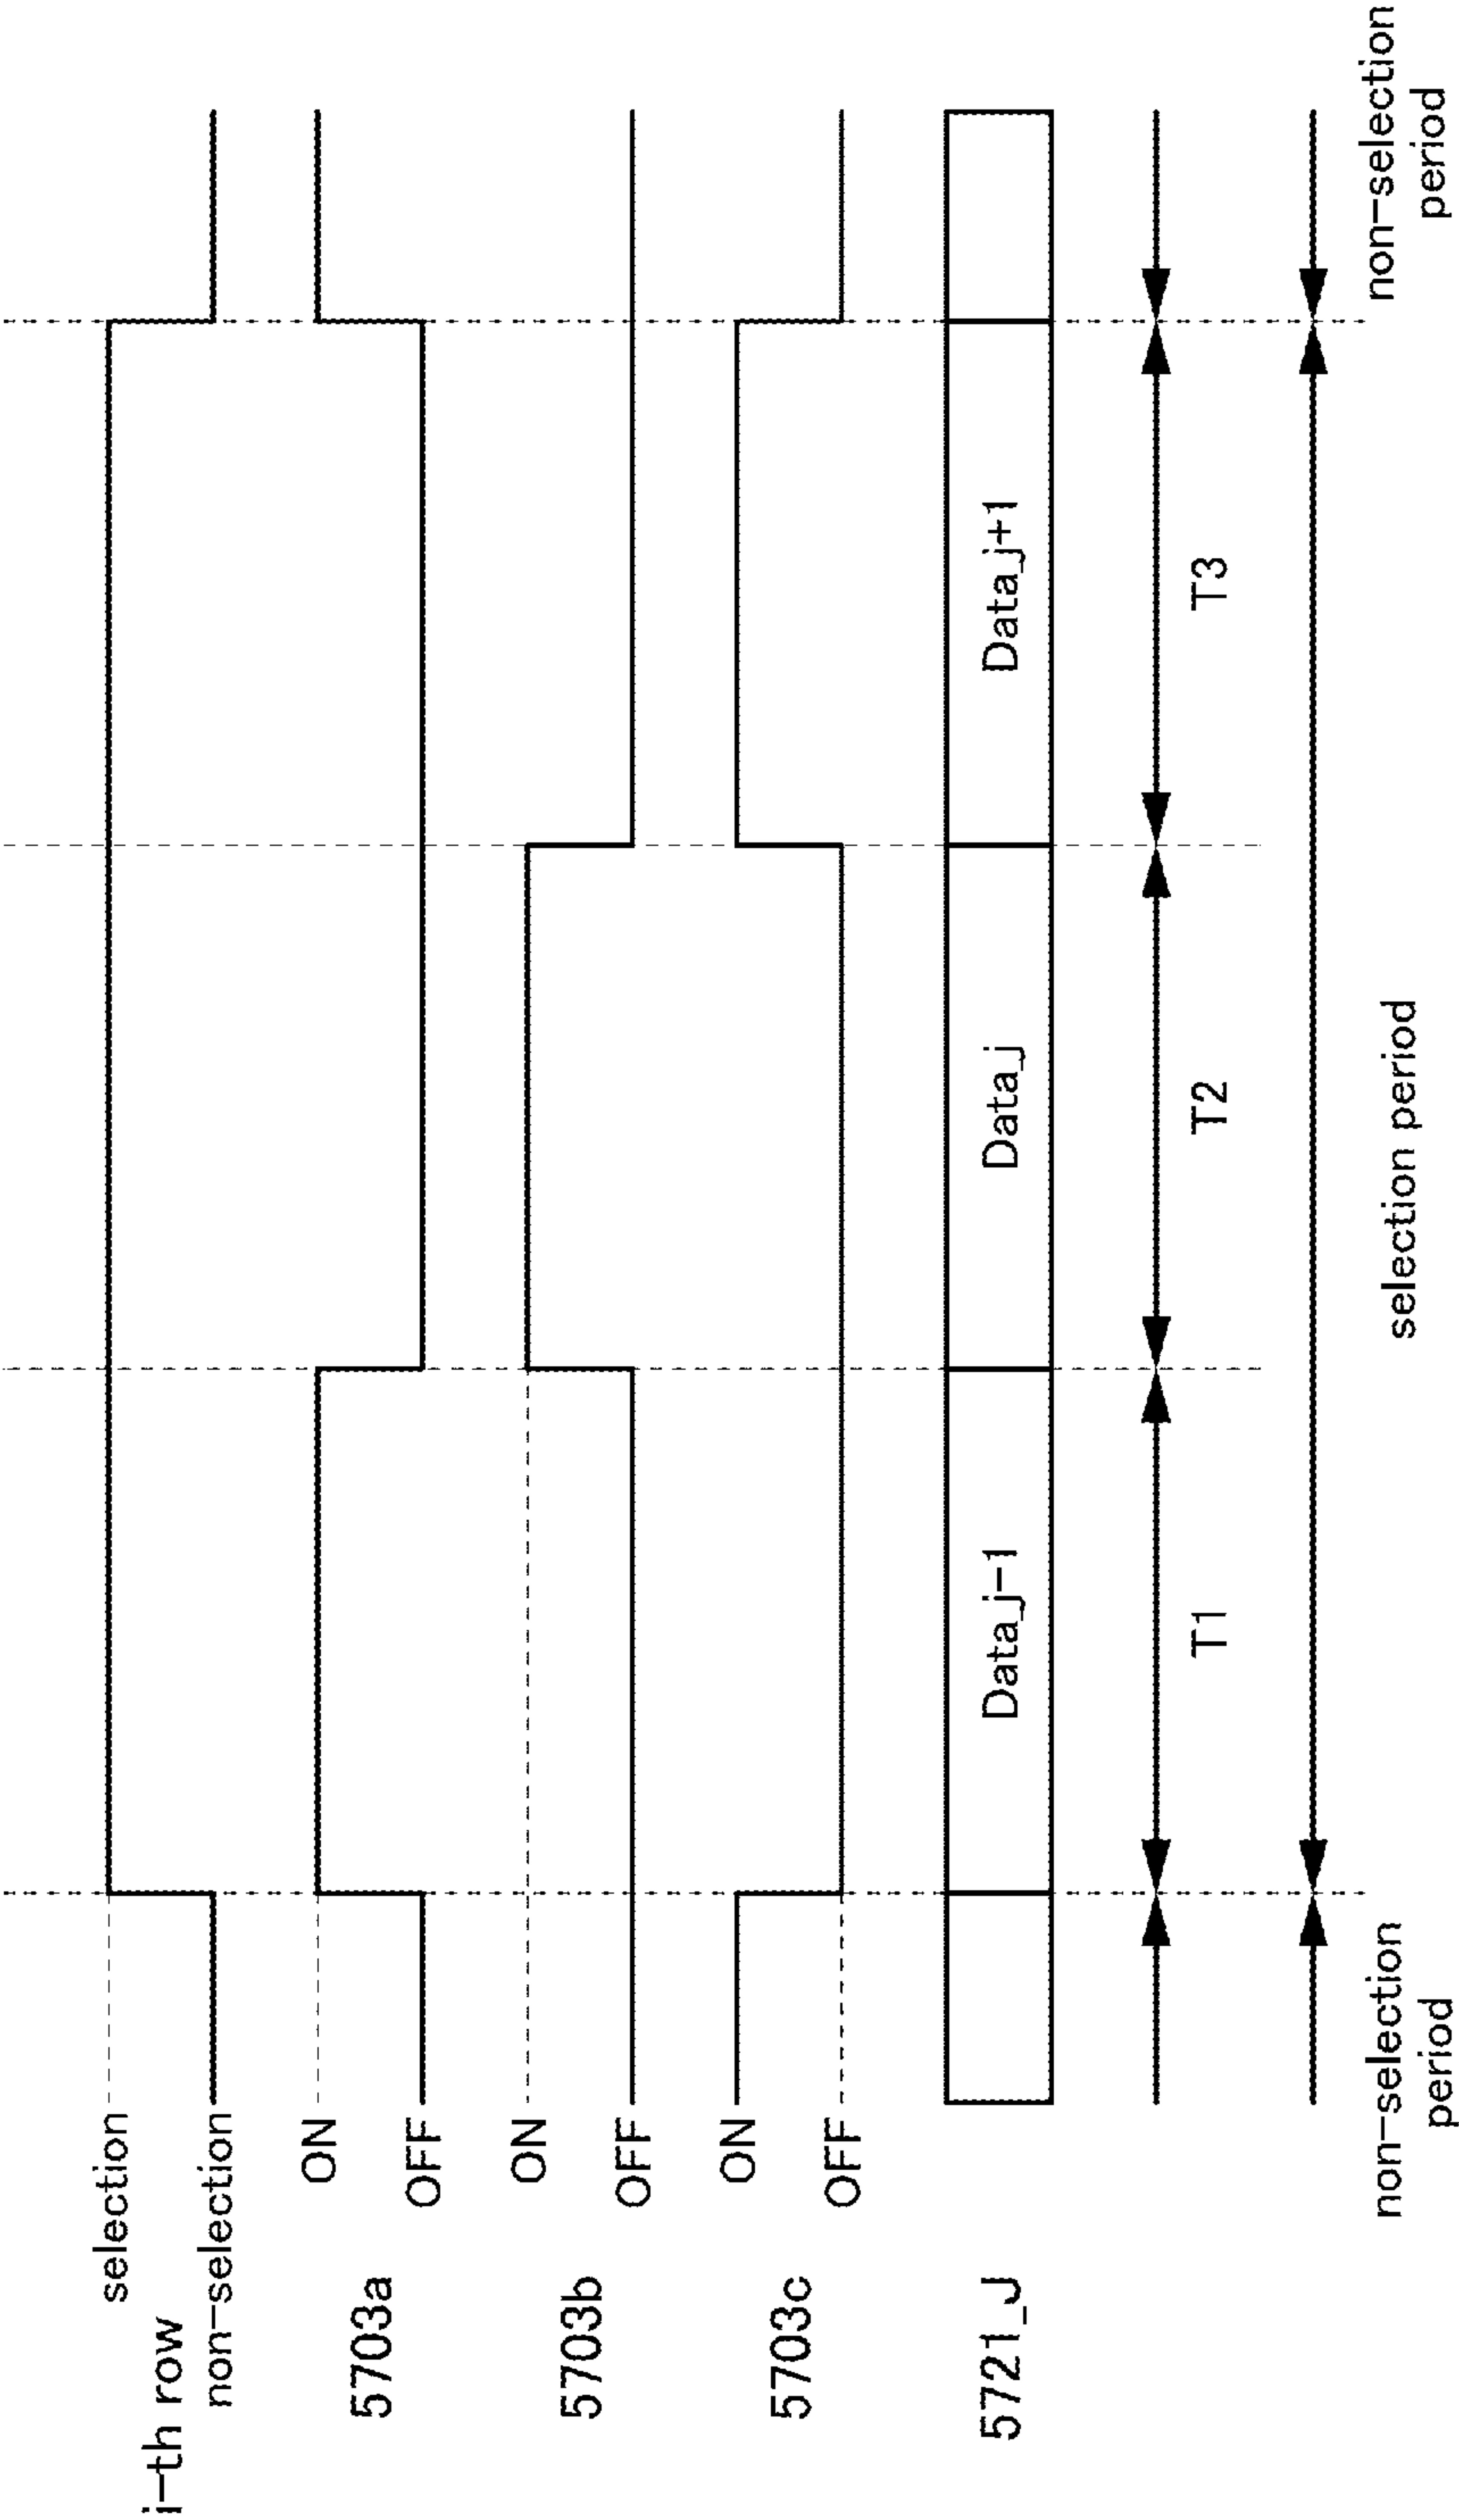 i-th row
selection
non-selection
5703a
ON
OFF
5703b
ON
OFF
5703c
ON
OFF
5721_J
Data_j-1
Data_j
Data_j+1
T1
T2
T3
non-selection
period
selection period
non-selection
period